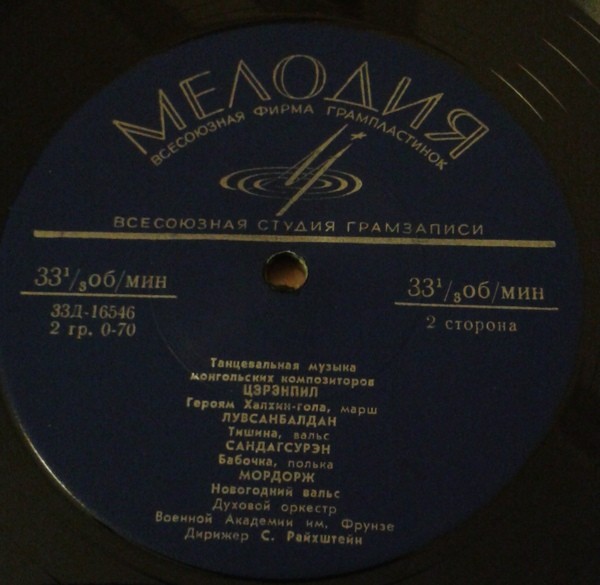 МЕЛОДИЯ
ВСЕСОЮЗНАЯ ФИРМА ГРАМПЛАСТИНОК
ВСЕСОЮЗНАЯ СТУДИЯ ГРАМЗАПИСИ
33¹/₃об/мин
33Д-16546
2 гр. 0-70
33¹/₃об/мин
2 сторона
Танцевальная музыка
монгольских композиторов
ЦЭРЭНПИЛ
Героям Халхин-гола, марш
ЛУВСАНБАЛДАН
Тишина, вальс
САНДАГСУРЭН
Бабочка, полька
МОРДОРЖ
Новогодний вальс
Духовой оркестр
Военной Академии им. Фрунзе
Дирижер С. Райхштейн